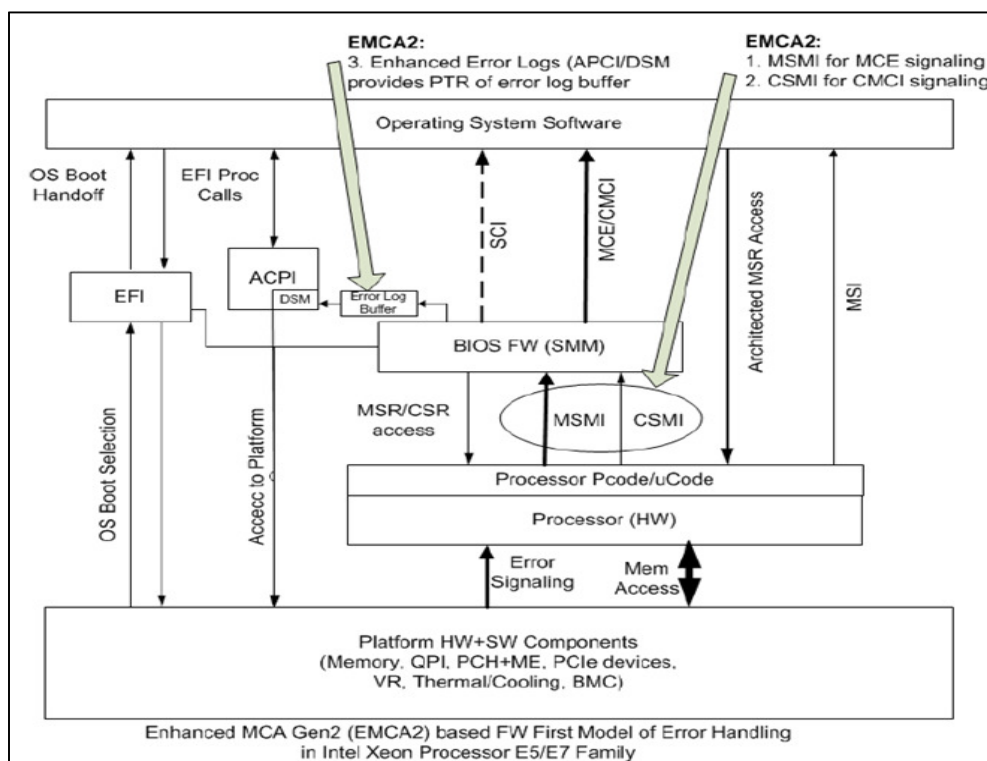 EMCA2:
3. Enhanced Error Logs (APCI/DSM
provides PTR of error log buffer
EMCA2:
1. MSMI for MCE signaling
2. CSMI for CMCI signaling
Operating System Software
OS Boot
Handoff
EFI Proc
Calls
SCI
MCE/CMCI
Architected MSR Access
MSI
EFI
ACPI
DSM
Error Log
Buffer
BIOS FW (SMM)
MSR/CSR
access
MSMI
CSMI
OS Boot Selection
Accecc to Platform
Processor Pcode/uCode
Processor (HW)
Error
Signaling
Mem
Access
Platform HW+SW Components
(Memory, QPI, PCH+ME, PCIe devices,
VR, Thermal/Cooling, BMC)
Enhanced MCA Gen2 (EMCA2) based FW First Model of Error Handling
in Intel Xeon Processor E5/E7 Family